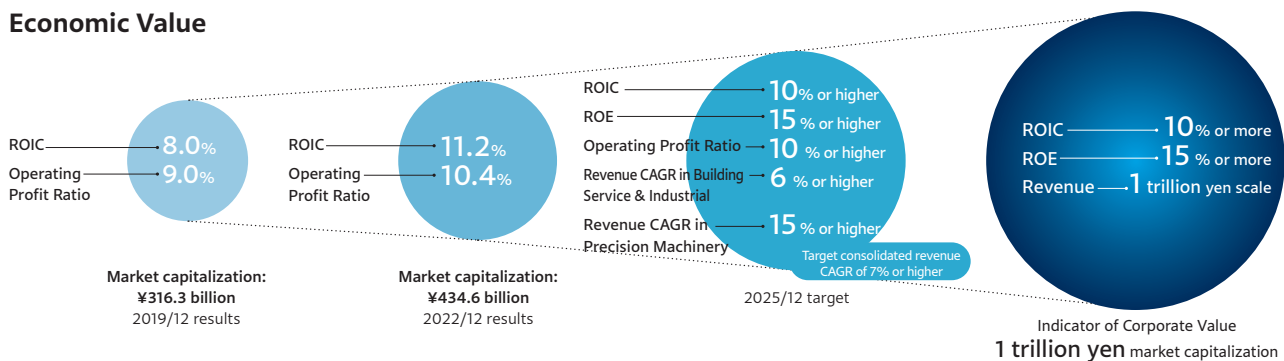 Economic Value
ROIC 8.0%
Operating
Profit Ratio 9.0%
Market capitalization:
¥316.3 billion
2019/12 results
ROIC 11.2%
Operating
Profit Ratio 10.4%
Market capitalization:
¥434.6 billion
2022/12 results
ROIC 10% or higher
ROE 15 % or higher
Operating Profit Ratio 10 % or higher
Revenue CAGR in Building
Service & Industrial 6 % or higher
Revenue CAGR in
Precision Machinery 15 % or higher
Target consolidated revenue
CAGR of 7% or higher
2025/12 target
ROIC 10% or more
ROE 15 % or more
Revenue 1 trillion yen scale
Indicator of Corporate Value
1 trillion yen market capitalization